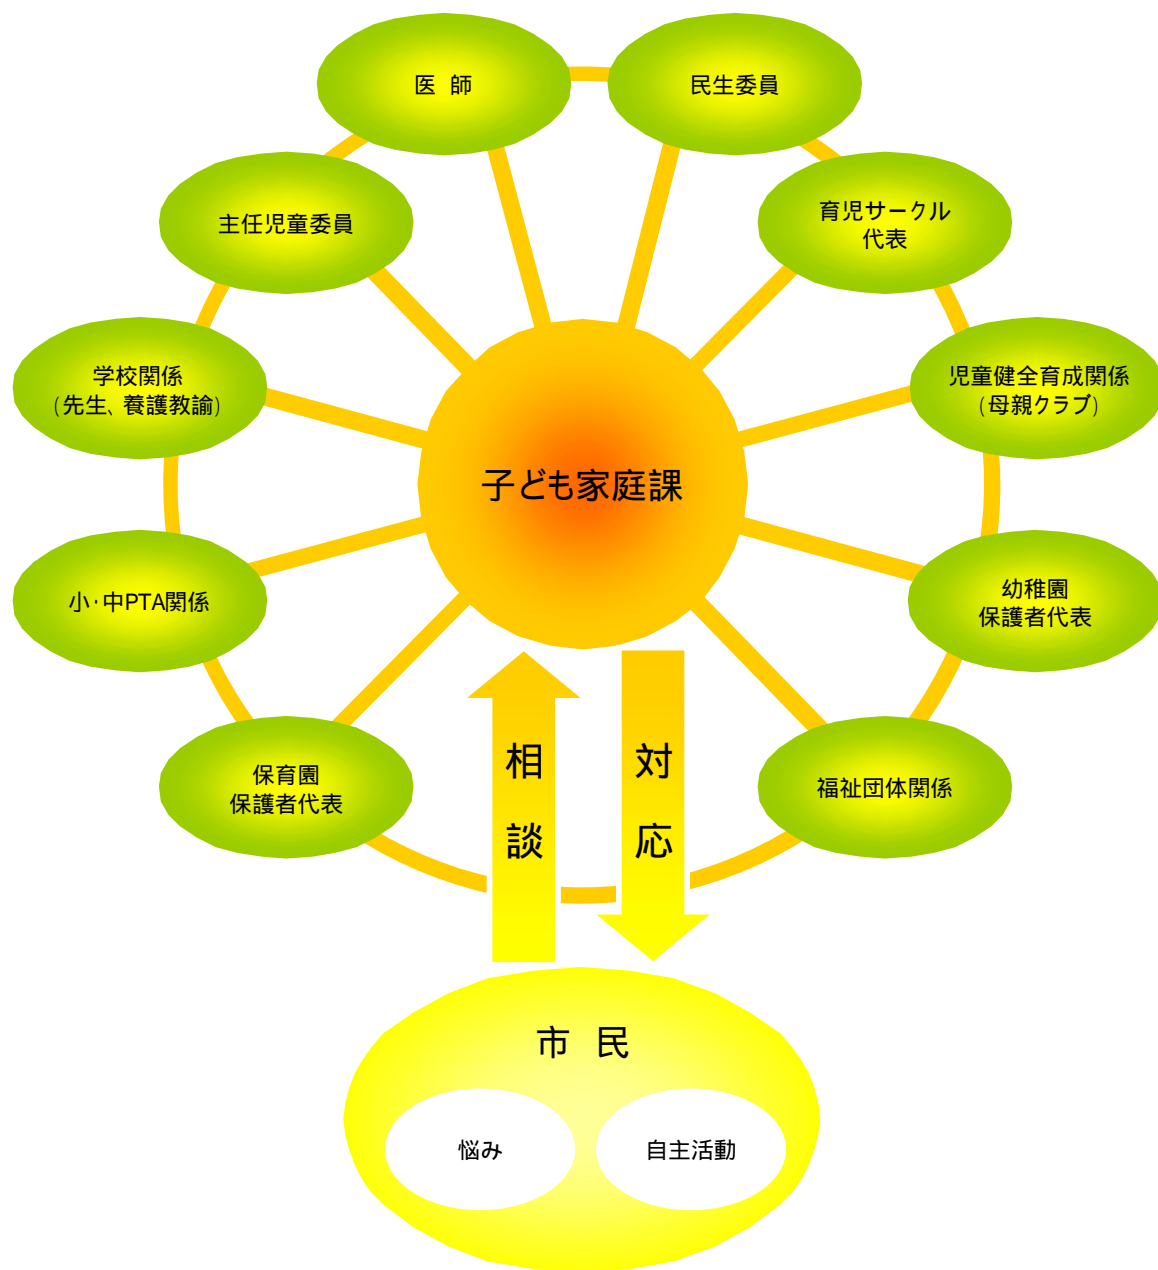 医 師
民生委員
主任児童委員
育児サークル
代表
学校関係
(先生、養護教諭)
児童健全育成関係
(母親クラブ)
子ども家庭課
小・中PTA関係
幼稚園
保護者代表
保育園
保護者代表
福祉団体関係
相談
対応
市 民
悩み
自主活動